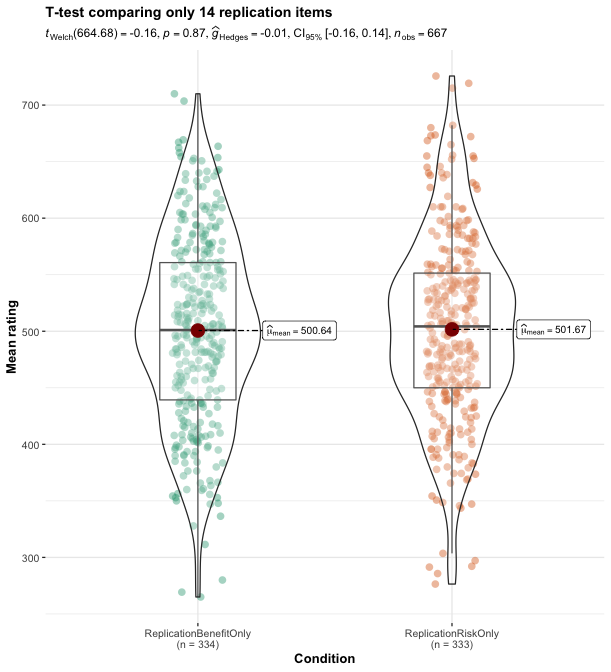 T-test comparing only 14 replication items
tWelch(664.68) = -0.16, p = 0.87, ĝHedges = -0.01, CI95% [-0.16, 0.14], nobs = 667
700
600
500
400
300
Mean rating
μ̂mean = 500.64
μ̂mean = 501.67
ReplicationBenefitOnly
(n = 334)
ReplicationRiskOnly
(n = 333)
Condition